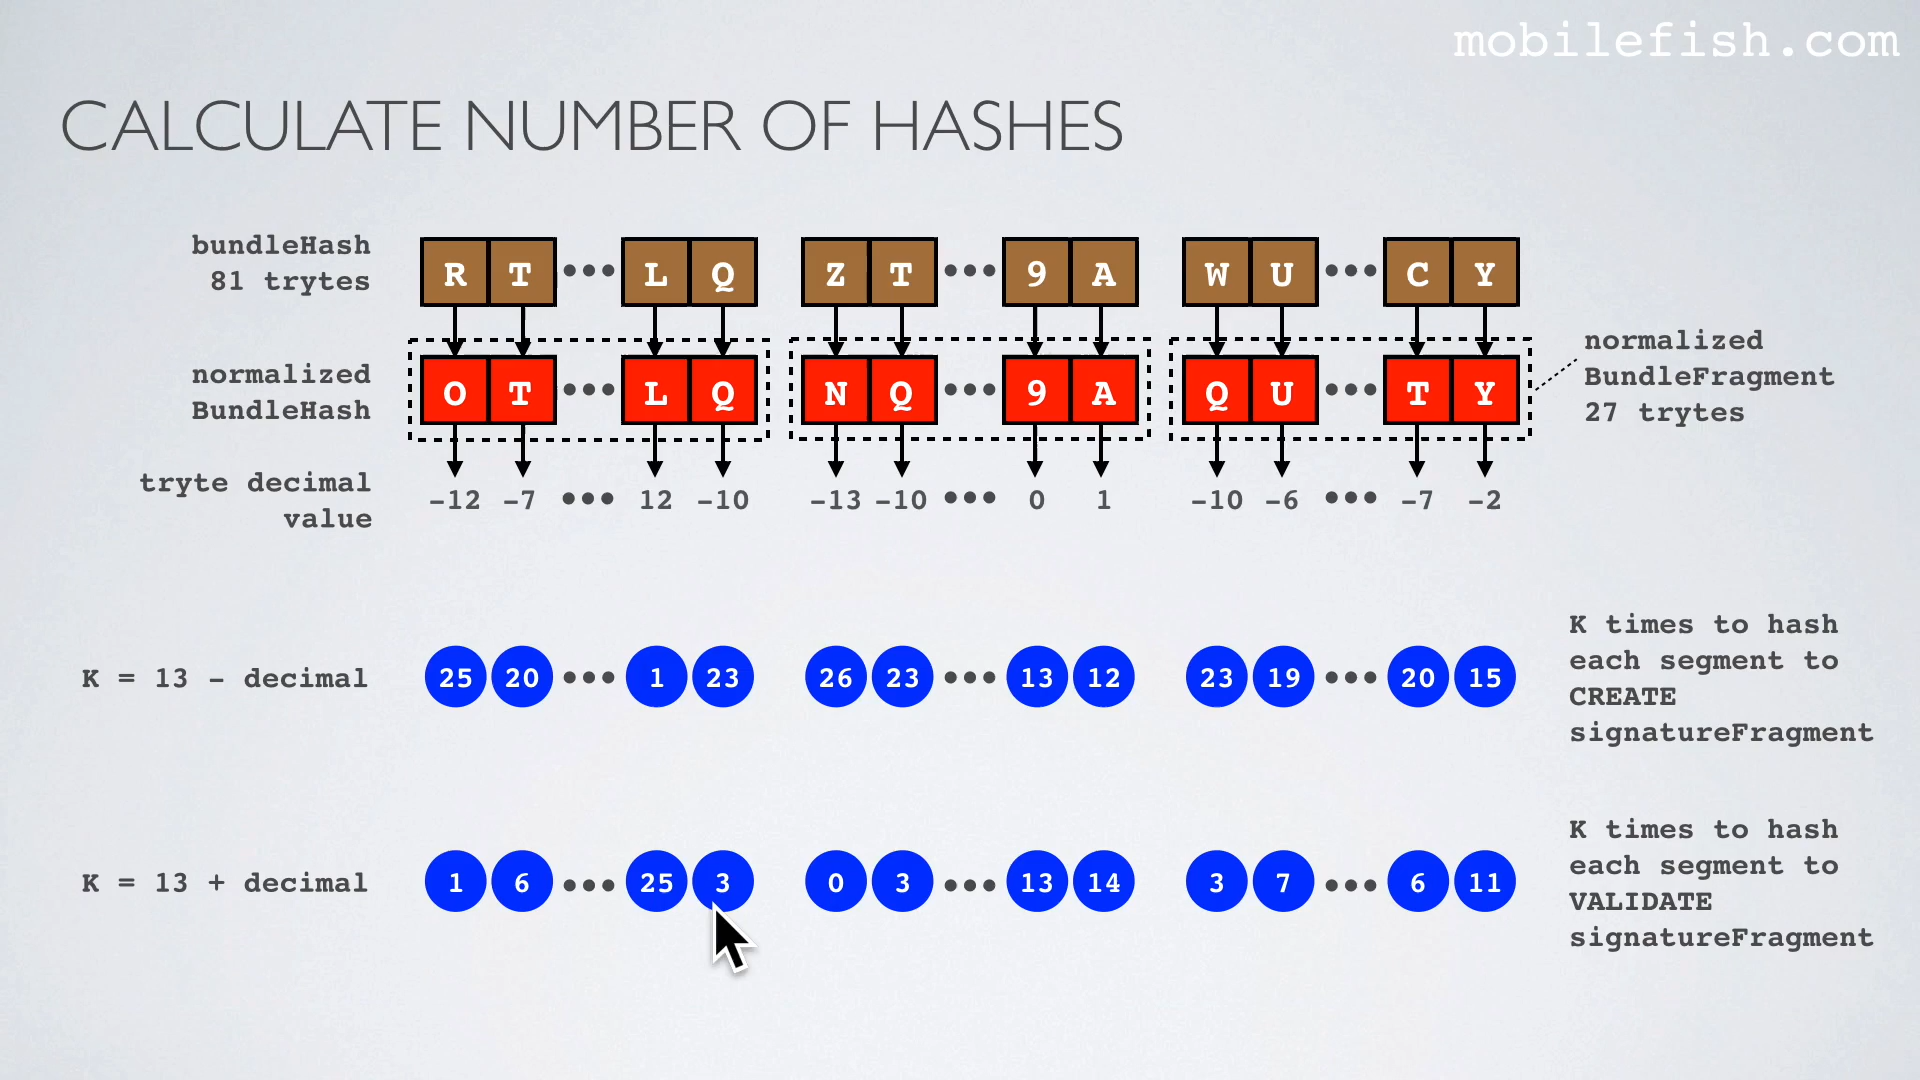 mobilefish.com
CALCULATE NUMBER OF HASHES
bundleHash
81 trytes
R T ••• L Q Z T ••• 9 A W U ••• C Y
normalized
BundleHash
O T ••• L Q N Q ••• 9 A Q U ••• T Y
normalized
BundleFragment
27 trytes
tryte decimal
value
-12 -7 ••• 12 -10 -13 -10 ••• 0 1 -10 -6 ••• -7 -2
K = 13 - decimal
25 20 ••• 1 23 26 23 ••• 13 12 23 19 ••• 20 15
K times to hash
each segment to
CREATE
signatureFragment
K = 13 + decimal
1 6 ••• 25 3 0 3 ••• 13 14 3 7 ••• 6 11
K times to hash
each segment to
VALIDATE
signatureFragment